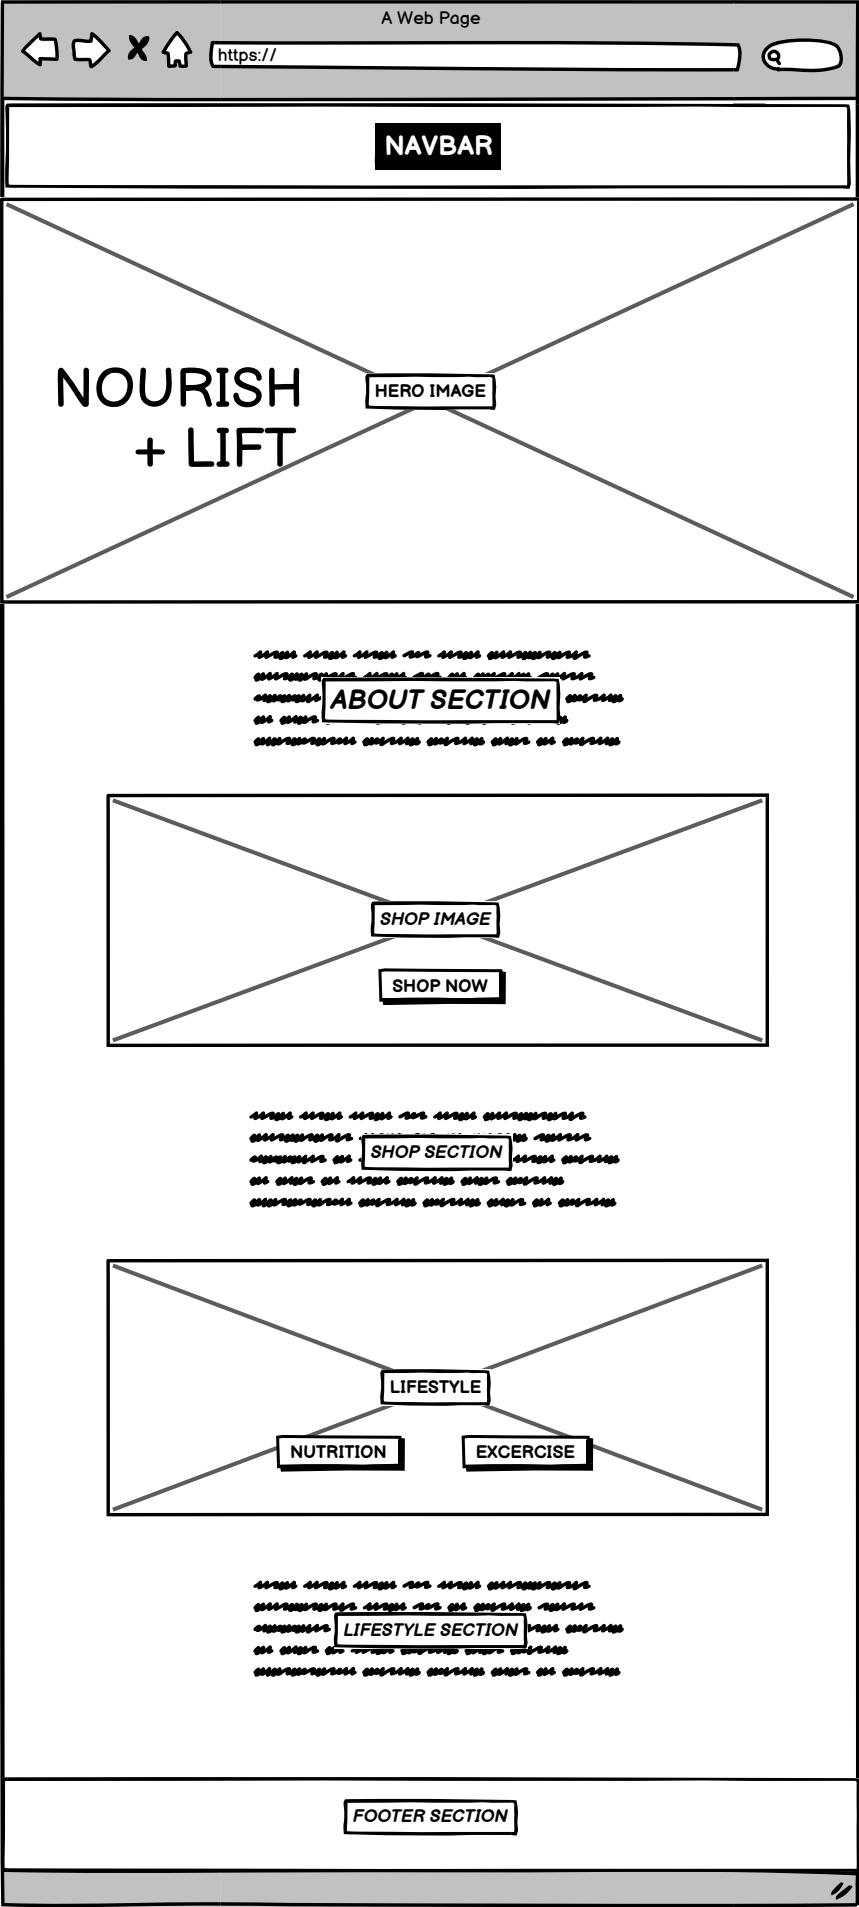 A Web Page
https://
NAVBAR
HERO IMAGE
NOURISH
+ LIFT
ABOUT SECTION
SHOP IMAGE
SHOP NOW
SHOP SECTION
LIFESTYLE
NUTRITION
EXCERCISE
LIFESTYLE SECTION
FOOTER SECTION